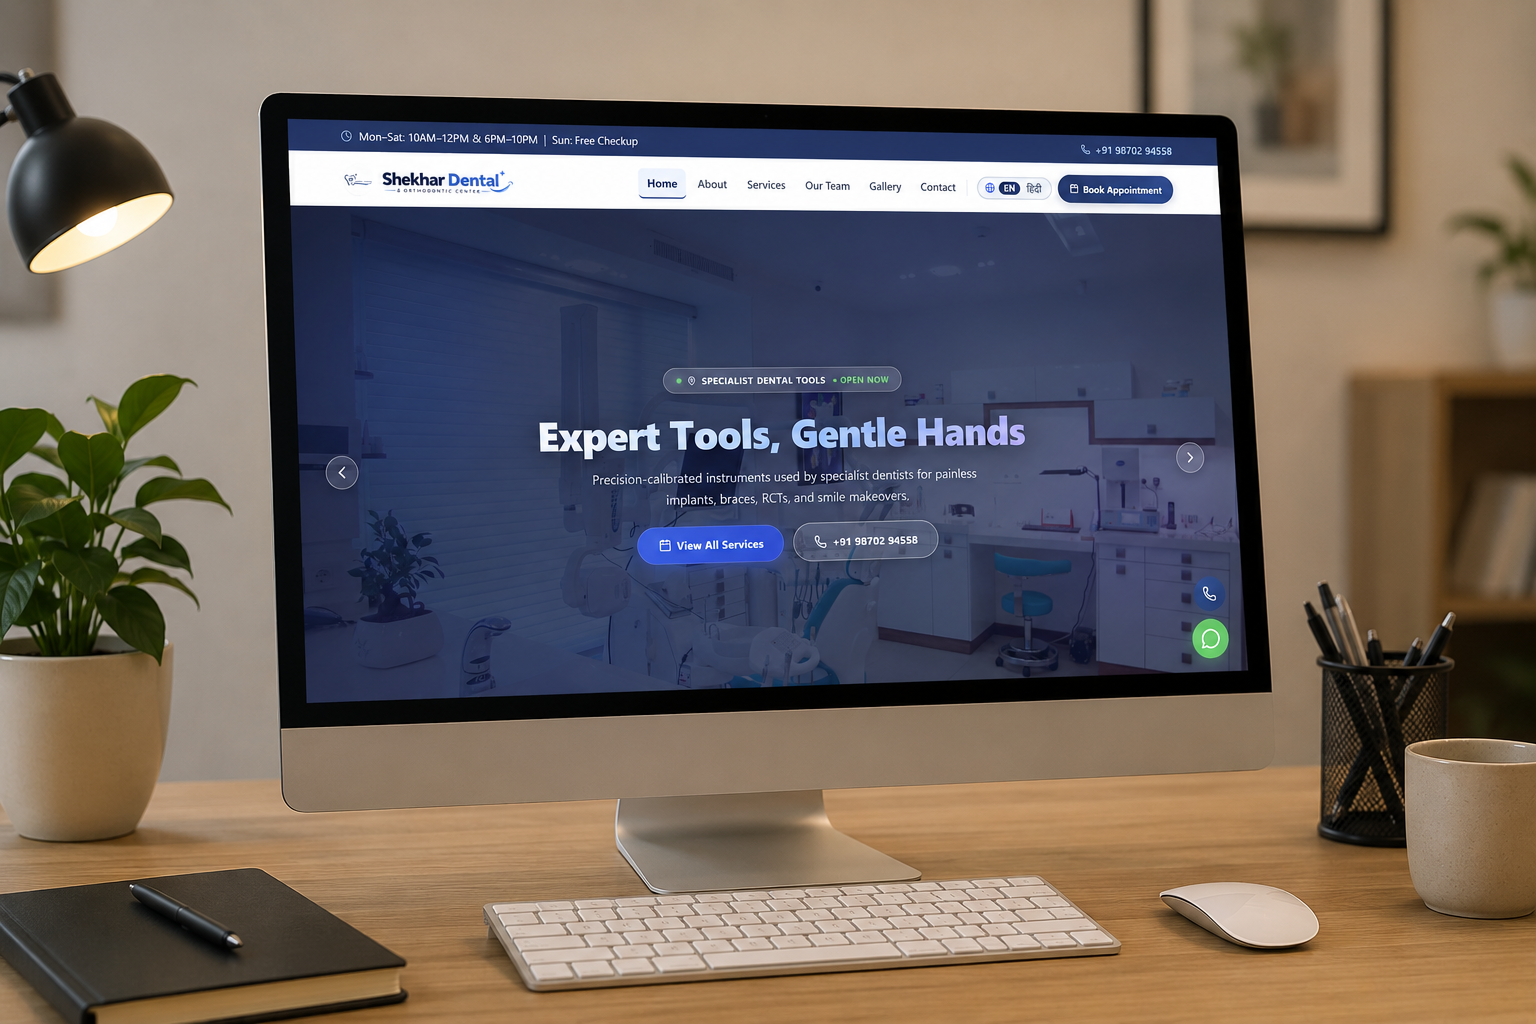 Mon–Sat: 10AM–12PM & 6PM–10PM | Sun: Free Checkup
+91 98702 94558
Shekhar Dental
& ORTHODONTIC CENTER
Home
About
Services
Our Team
Gallery
Contact
EN
हिंदी
Book Appointment
SPECIALIST DENTAL TOOLS • OPEN NOW
Expert Tools, Gentle Hands
Precision-calibrated instruments used by specialist dentists for painless
implants, braces, RCTs, and smile makeovers.
View All Services
+91 98702 94558